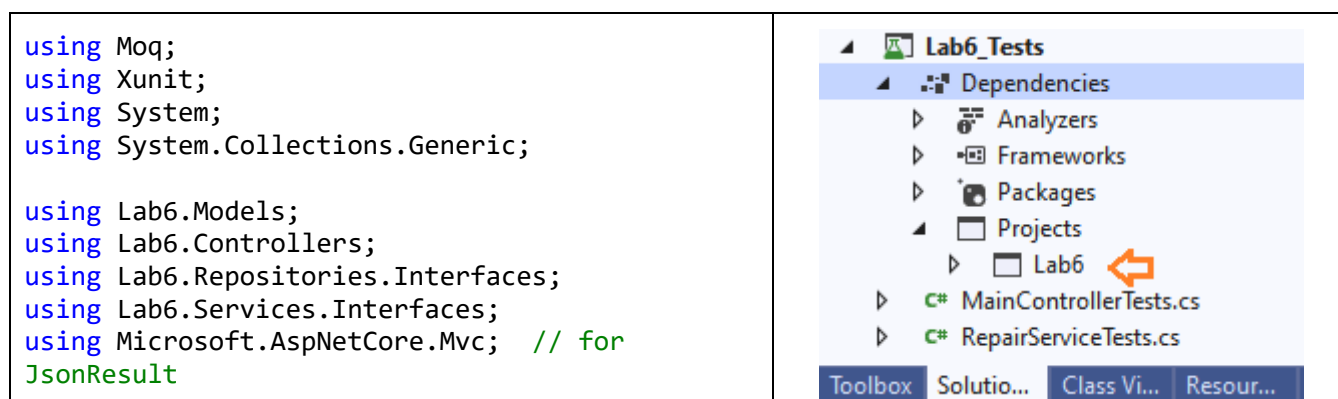 using Moq;
using Xunit;
using System;
using System.Collections.Generic;
using Lab6.Models;
using Lab6.Controllers;
using Lab6.Repositories.Interfaces;
using Lab6.Services.Interfaces;
using Microsoft.AspNetCore.Mvc;  // for
JsonResult
Lab6_Tests
Dependencies
Analyzers
Frameworks
Packages
Projects
Lab6
C# MainControllerTests.cs
C# RepairServiceTests.cs
Toolbox Solutio... Class Vi... Resour...